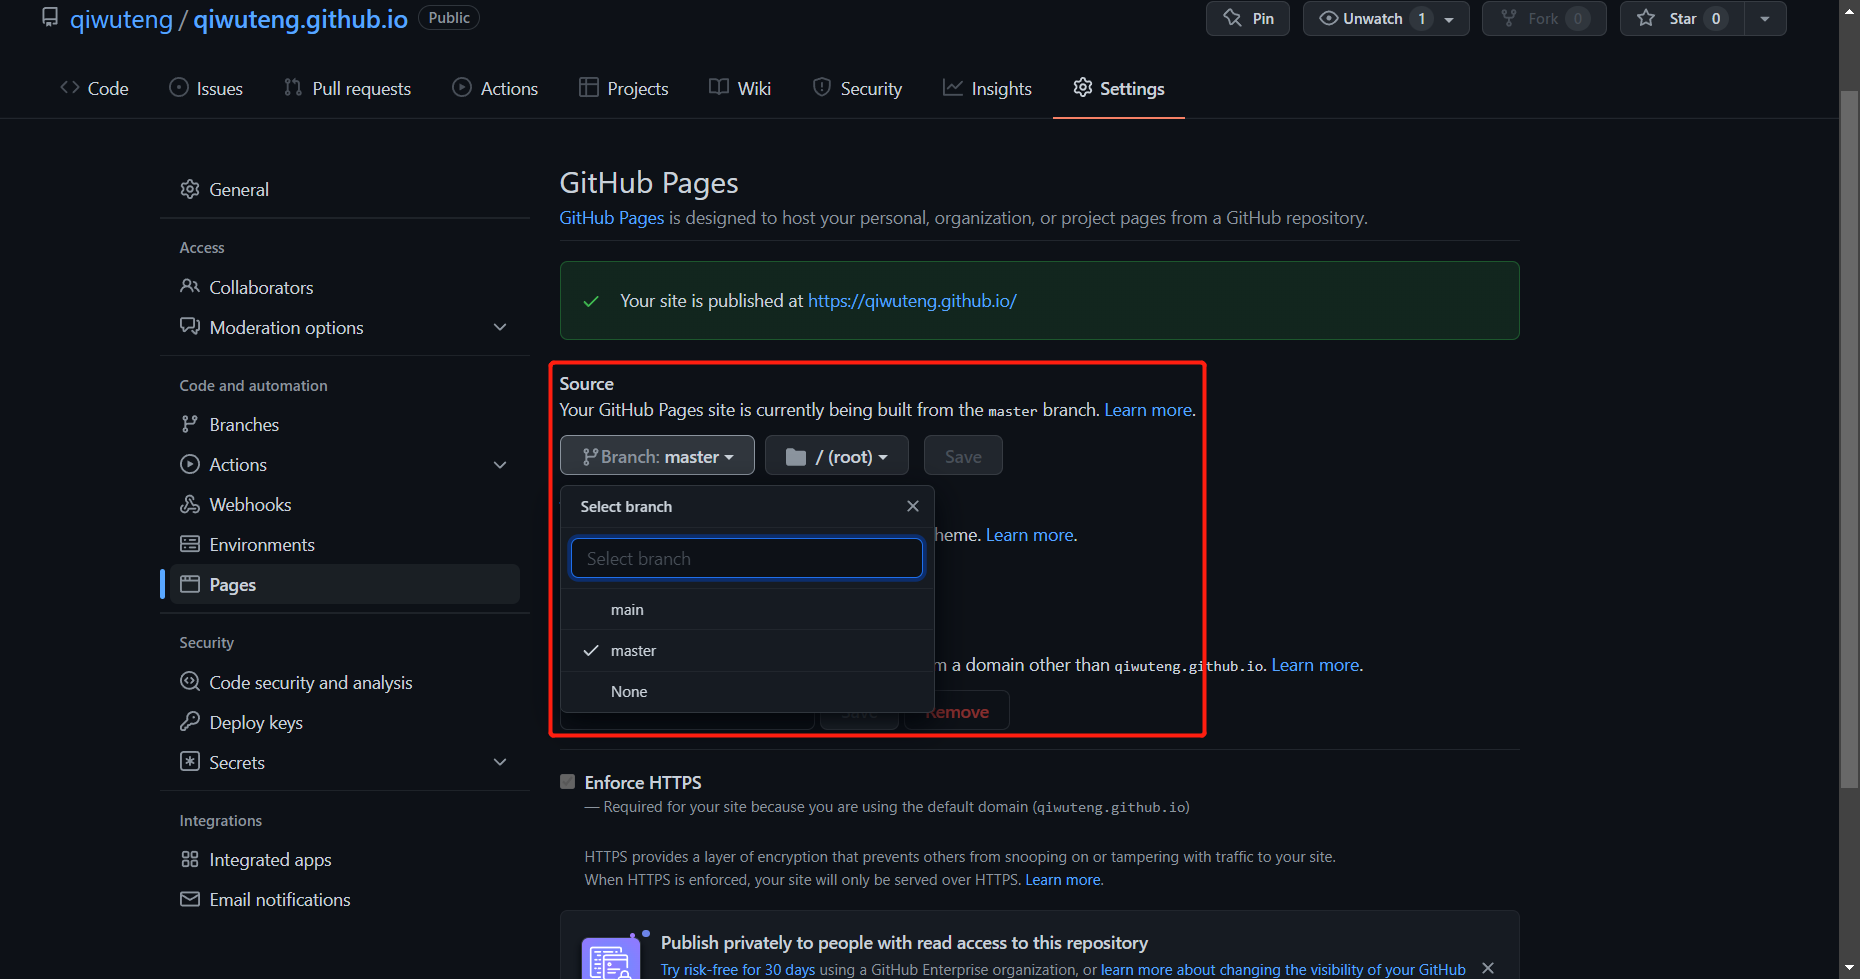 qiwuteng / qiwuteng.github.io Public
Pin Unwatch 1 Fork 0 Star 0
Code Issues Pull requests Actions Projects Wiki Security Insights Settings
General
Access
Collaborators
Moderation options
Code and automation
Branches
Actions
Webhooks
Environments
Pages
Security
Code security and analysis
Deploy keys
Secrets
Integrations
Integrated apps
Email notifications
GitHub Pages
GitHub Pages is designed to host your personal, organization, or project pages from a GitHub repository.
Your site is published at https://qiwuteng.github.io/
Source
Your GitHub Pages site is currently being built from the master branch. Learn more.
Branch: master / (root) Save
Select branch
heme. Learn more.
Select branch
main
master
m a domain other than qiwuteng.github.io. Learn more.
None
Save Remove
Enforce HTTPS
— Required for your site because you are using the default domain (qiwuteng.github.io)
HTTPS provides a layer of encryption that prevents others from snooping on or tampering with traffic to your site.
When HTTPS is enforced, your site will only be served over HTTPS. Learn more.
Publish privately to people with read access to this repository
Try risk-free for 30 days using a GitHub Enterprise organization, or learn more about changing the visibility of your GitHub